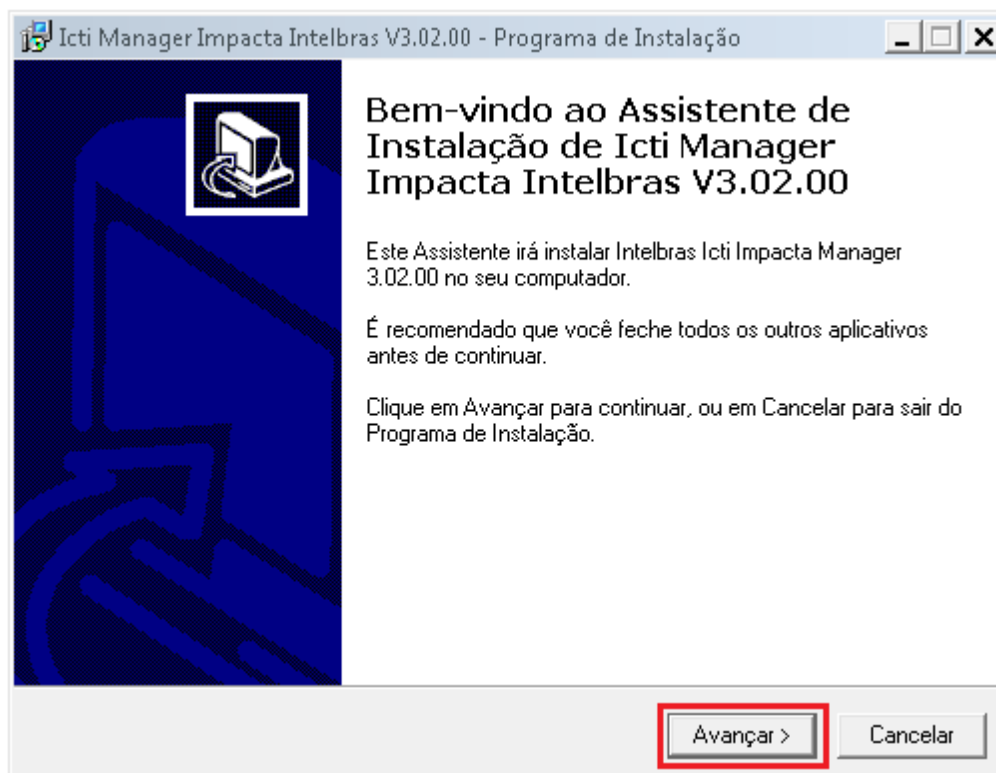 Icti Manager Impacta Intelbras V3.02.00 - Programa de Instalação
Bem-vindo ao Assistente de
Instalação de Icti Manager
Impacta Intelbras V3.02.00
Este Assistente irá instalar Intelbras Icti Impacta Manager
3.02.00 no seu computador.
É recomendado que você feche todos os outros aplicativos
antes de continuar.
Clique em Avançar para continuar, ou em Cancelar para sair do
Programa de Instalação.
Avançar >
Cancelar